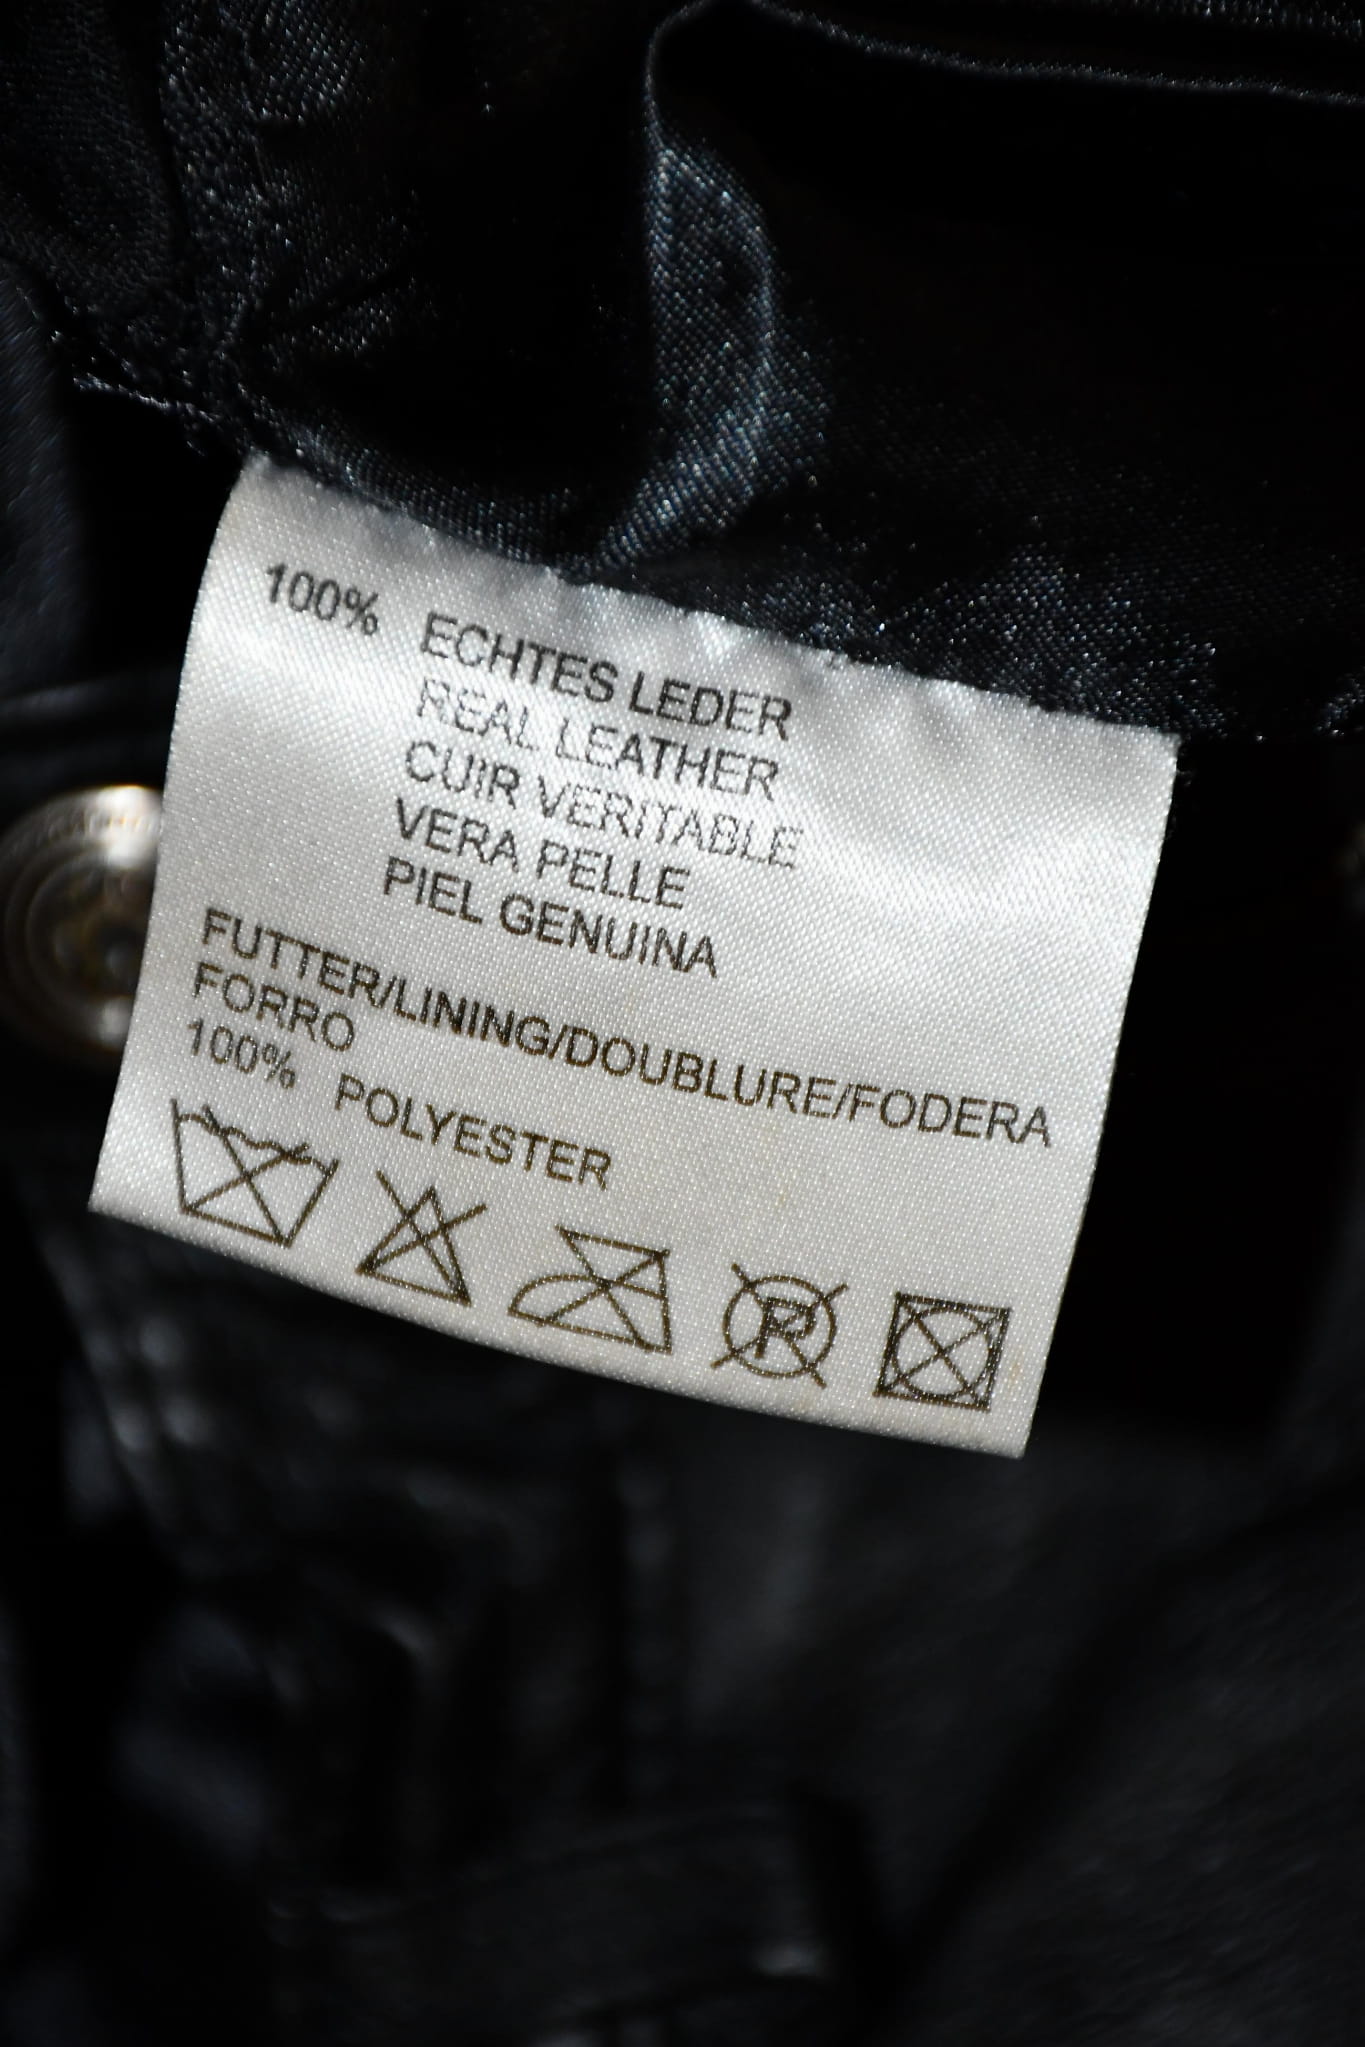 100% ECHTES LEDER
REAL LEATHER
CUIR VERITABLE
VERA PELLE
PIEL GENUINA
FUTTER/LINING/DOUBLURE/FODERA
FORRO
100% POLYESTER
R